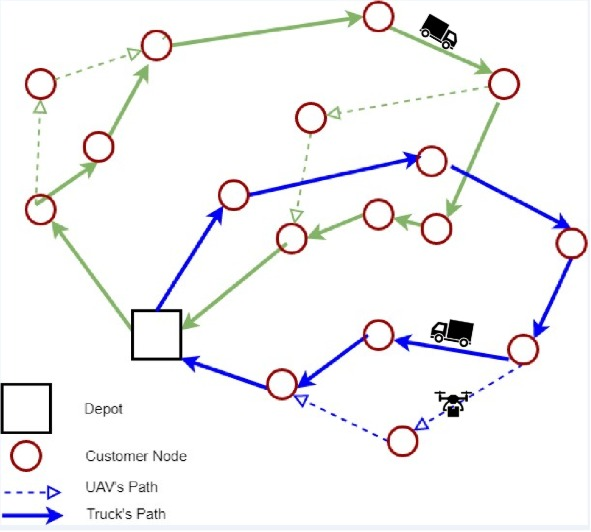 Depot
Customer Node
UAV's Path
Truck's Path